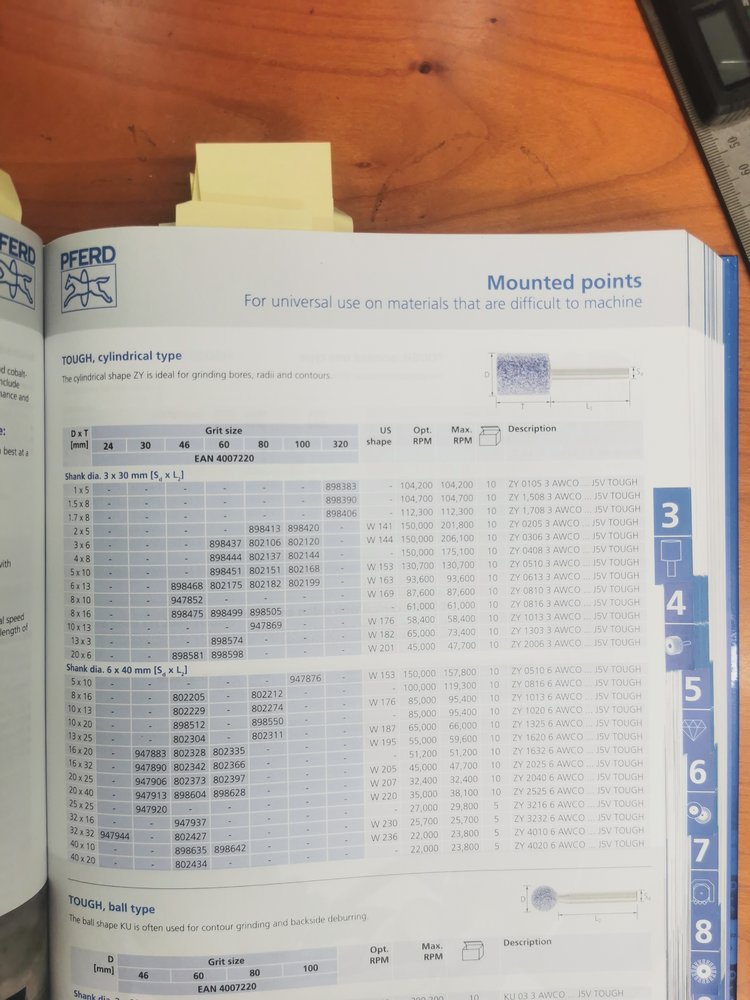 PFERD
d cobalt-
nclude
mance and
e:
n best at a
with
al speed
length of
PFERD
Mounted points
For universal use on materials that are difficult to machine
TOUGH, cylindrical type
The cylindrical shape ZY is ideal for grinding bores, radii and contours.
D
Sd
T
L2
D x T [mm] Grit size US shape Opt. RPM Max. RPM Description
24 30 46 60 80 100 320
EAN 4007220
Shank dia. 3 x 30 mm [Sd x L2]
1 x 5 - - - - - - 898383 - 104,200 104,200 10 ZY 0105 3 AWCO ... J5V TOUGH
1.5 x 8 - - - - - - 898390 - 104,700 104,700 10 ZY 1,508 3 AWCO ... J5V TOUGH
1.7 x 8 - - - - - - 898406 - 112,300 112,300 10 ZY 1,708 3 AWCO ... J5V TOUGH
2 x 5 - - - - 898413 898420 - W 141 150,000 201,800 10 ZY 0205 3 AWCO ... J5V TOUGH
3 x 6 - - - 898437 802106 802120 - W 144 150,000 206,100 10 ZY 0306 3 AWCO ... J5V TOUGH
4 x 8 - - - 898444 802137 802144 - - 150,000 175,100 10 ZY 0408 3 AWCO ... J5V TOUGH
5 x 10 - - - 898451 802151 802168 - W 153 130,700 130,700 10 ZY 0510 3 AWCO ... J5V TOUGH
6 x 13 - - 898468 802175 802182 802199 - W 163 93,600 93,600 10 ZY 0613 3 AWCO ... J5V TOUGH
8 x 10 - - 947852 - - - - W 169 87,600 87,600 10 ZY 0810 3 AWCO ... J5V TOUGH
8 x 16 - - 898475 898499 898505 - - - 61,000 61,000 10 ZY 0816 3 AWCO ... J5V TOUGH
10 x 13 - - - - 947869 - - W 176 58,400 58,400 10 ZY 1013 3 AWCO ... J5V TOUGH
13 x 3 - - - 898574 - - - W 182 65,000 73,400 10 ZY 1303 3 AWCO ... J5V TOUGH
20 x 6 - - 898581 898598 - - - W 201 45,000 47,700 10 ZY 2006 3 AWCO ... J5V TOUGH
Shank dia. 6 x 40 mm [Sd x L2]
5 x 10 - - - - - 947876 - W 153 150,000 157,800 10 ZY 0510 6 AWCO ... J5V TOUGH
8 x 16 - - 802205 - 802212 - - - 100,000 119,300 10 ZY 0816 6 AWCO ... J5V TOUGH
10 x 13 - - 802229 - 802274 - - W 176 85,000 95,400 10 ZY 1013 6 AWCO ... J5V TOUGH
10 x 20 - - 898512 - 898550 - - - 85,000 95,400 10 ZY 1020 6 AWCO ... J5V TOUGH
13 x 25 - - 802304 - 802311 - - W 187 65,000 66,000 10 ZY 1325 6 AWCO ... J5V TOUGH
16 x 20 - 947883 802328 802335 - - - W 195 55,000 59,600 10 ZY 1620 6 AWCO ... J5V TOUGH
16 x 32 - 947890 802342 802366 - - - - 51,200 51,200 10 ZY 1632 6 AWCO ... J5V TOUGH
20 x 25 - 947906 802373 802397 - - - W 205 45,000 47,700 10 ZY 2025 6 AWCO ... J5V TOUGH
20 x 40 - 947913 898604 898628 - - - W 207 32,400 32,400 10 ZY 2040 6 AWCO ... J5V TOUGH
25 x 25 - 947920 - - - - - W 220 35,000 38,100 10 ZY 2525 6 AWCO ... J5V TOUGH
32 x 16 - - 947937 - - - - - 27,000 29,800 5 ZY 3216 6 AWCO ... J5V TOUGH
32 x 32 947944 - 802427 - - - - W 230 25,700 25,700 5 ZY 3232 6 AWCO ... J5V TOUGH
40 x 10 - - 898635 898642 - - - W 236 22,000 23,800 5 ZY 4010 6 AWCO ... J5V TOUGH
40 x 20 - - 802434 - - - - - 22,000 23,800 5 ZY 4020 6 AWCO ... J5V TOUGH
TOUGH, ball type
The ball shape KU is often used for contour grinding and backside deburring.
D
Sd
L2
D [mm] Grit size Opt. RPM Max. RPM Description
46 60 80 100
EAN 4007220
Shank dia.
10 KU 03 3 AWCO ... J5V TOUGH
3
4
5
6
7
8
50
60